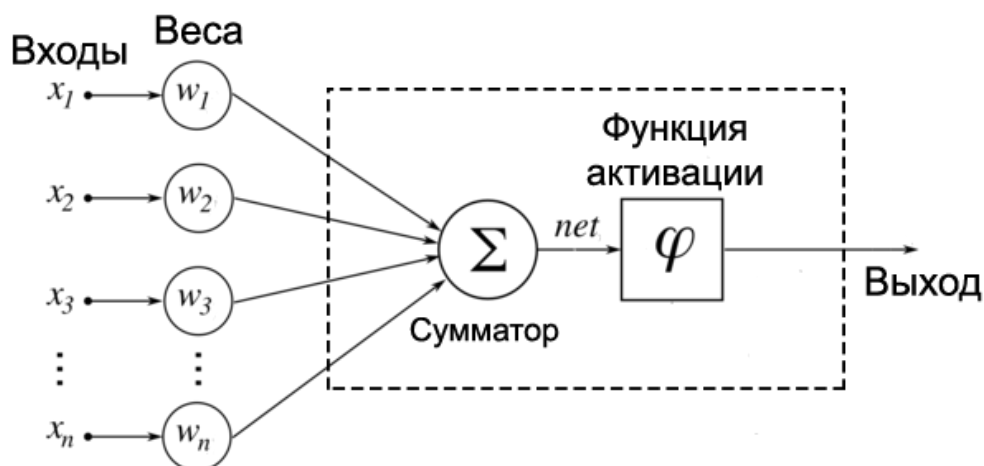 Входы
Веса
x1
w1
x2
w2
x3
w3
⋮
⋮
xn
wn
Σ
Сумматор
net
Функция
активации
φ
Выход